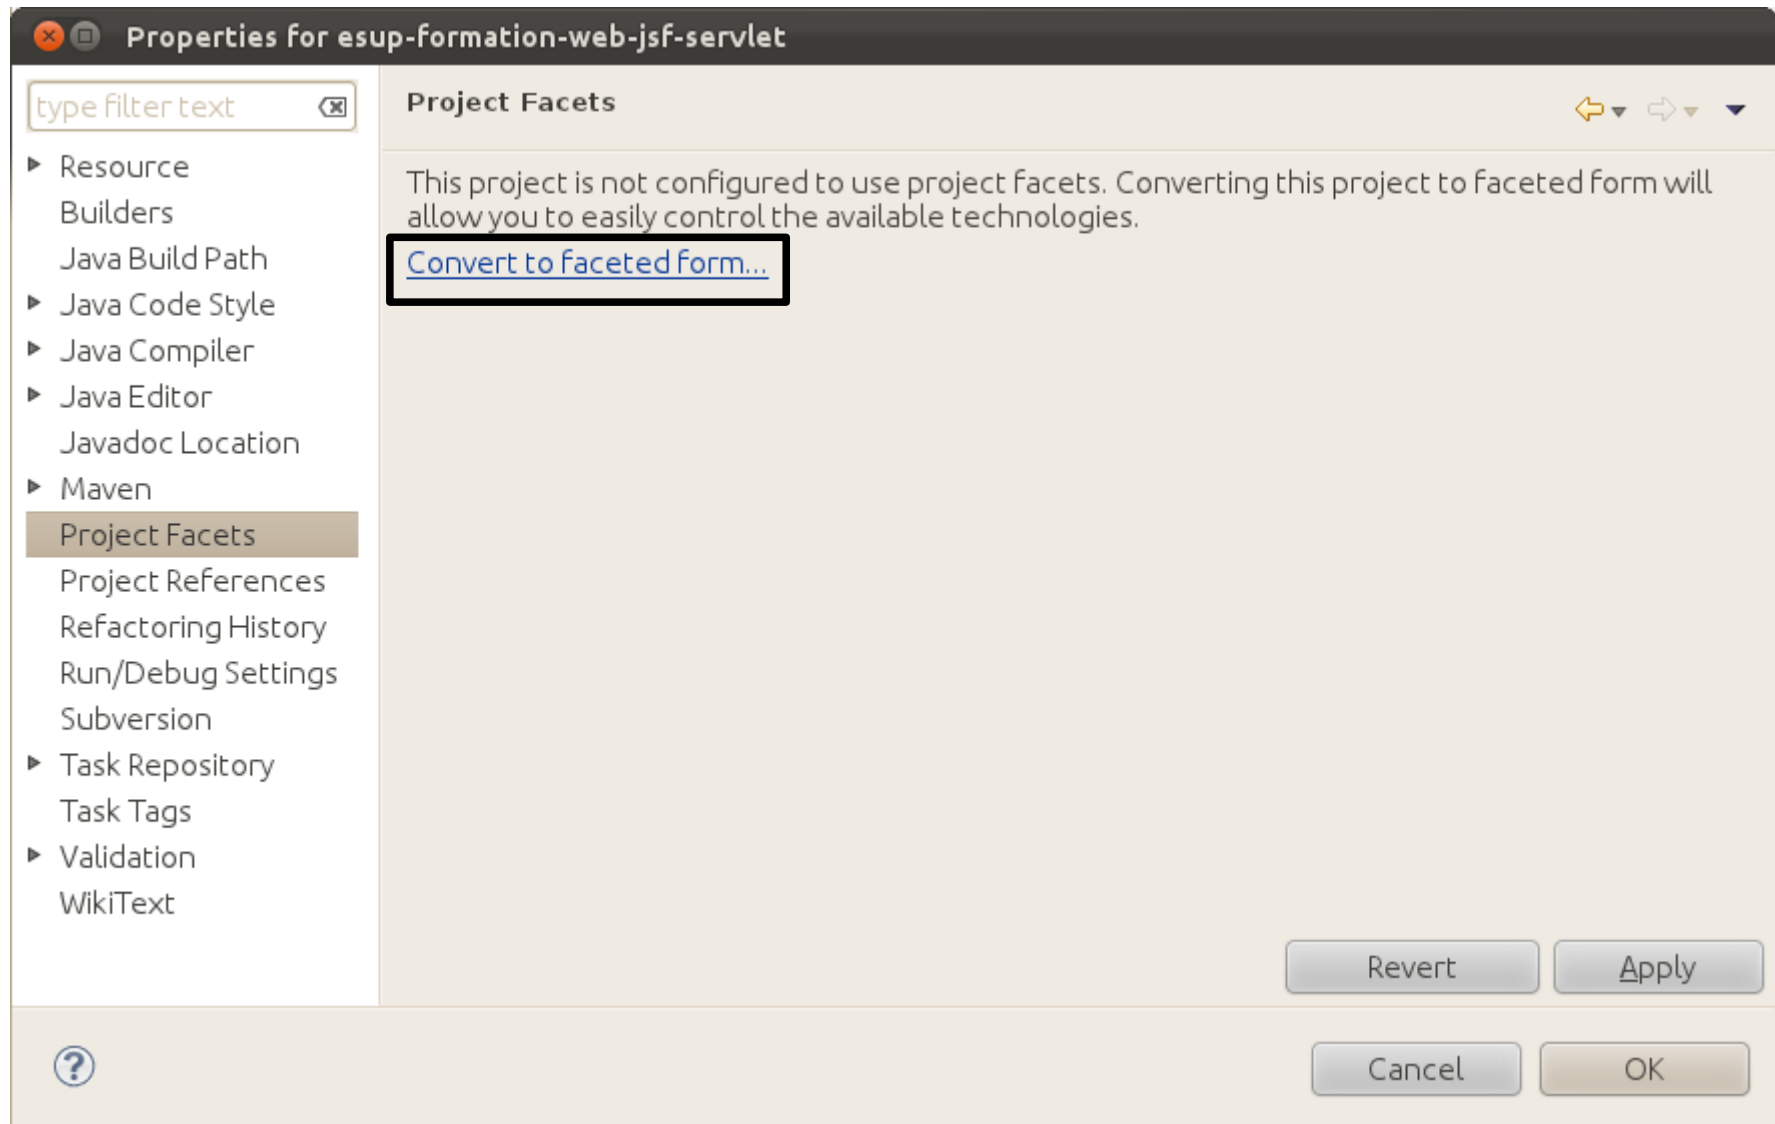 Properties for esup-formation-web-jsf-servlet
type filter text
Resource
Builders
Java Build Path
Java Code Style
Java Compiler
Java Editor
Javadoc Location
Maven
Project Facets
Project References
Refactoring History
Run/Debug Settings
Subversion
Task Repository
Task Tags
Validation
WikiText
Project Facets
This project is not configured to use project facets. Converting this project to faceted form will
allow you to easily control the available technologies.
Convert to faceted form...
Revert
Apply
?
Cancel
OK